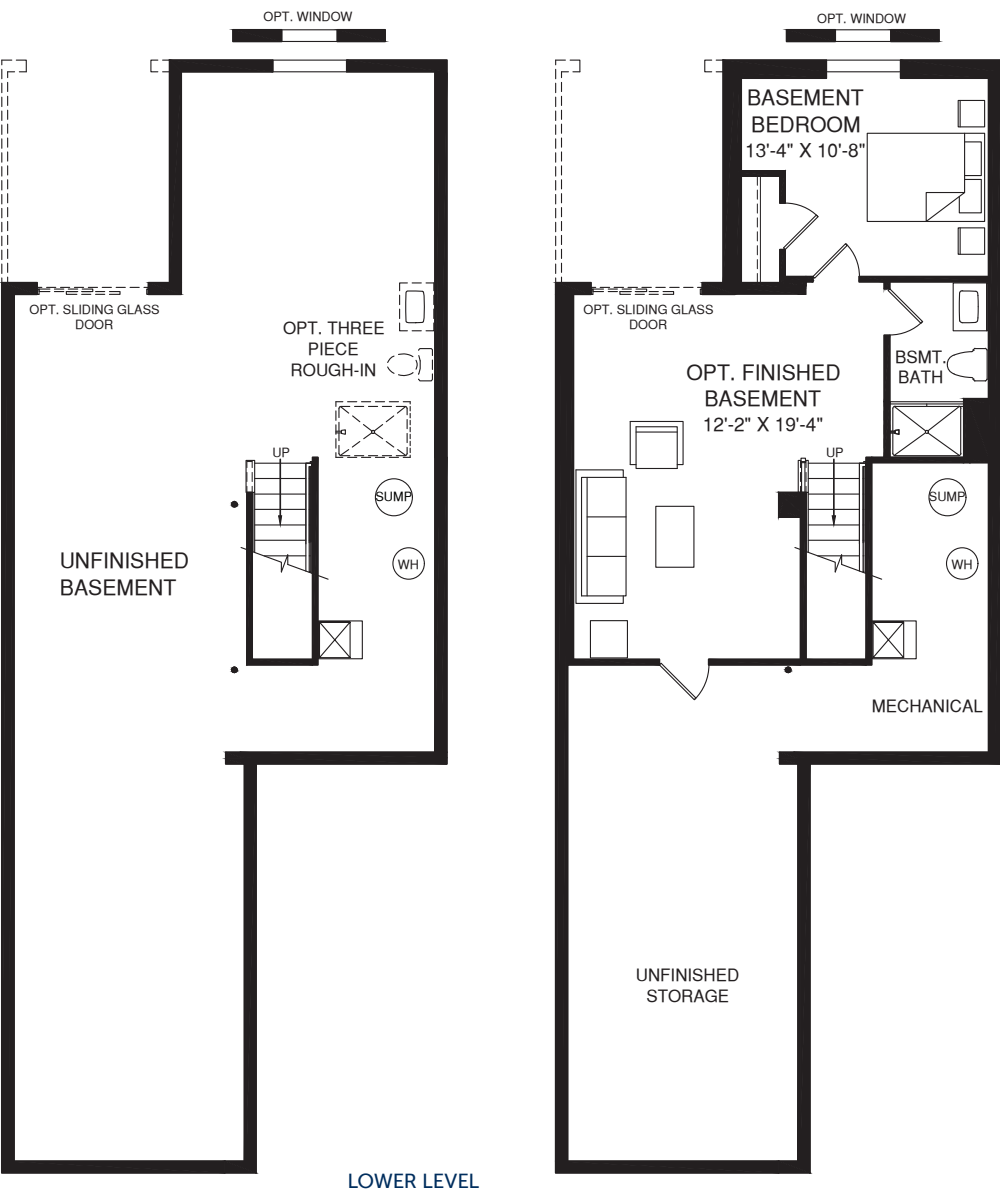 OPT. WINDOW
OPT. SLIDING GLASS
DOOR
OPT. THREE
PIECE
ROUGH-IN
UP
SUMP
UNFINISHED
BASEMENT
WH
OPT. WINDOW
BASEMENT
BEDROOM
13'-4" X 10'-8"
OPT. SLIDING GLASS
DOOR
BSMT.
BATH
OPT. FINISHED
BASEMENT
12'-2" X 19'-4"
UP
SUMP
WH
MECHANICAL
UNFINISHED
STORAGE
LOWER LEVEL